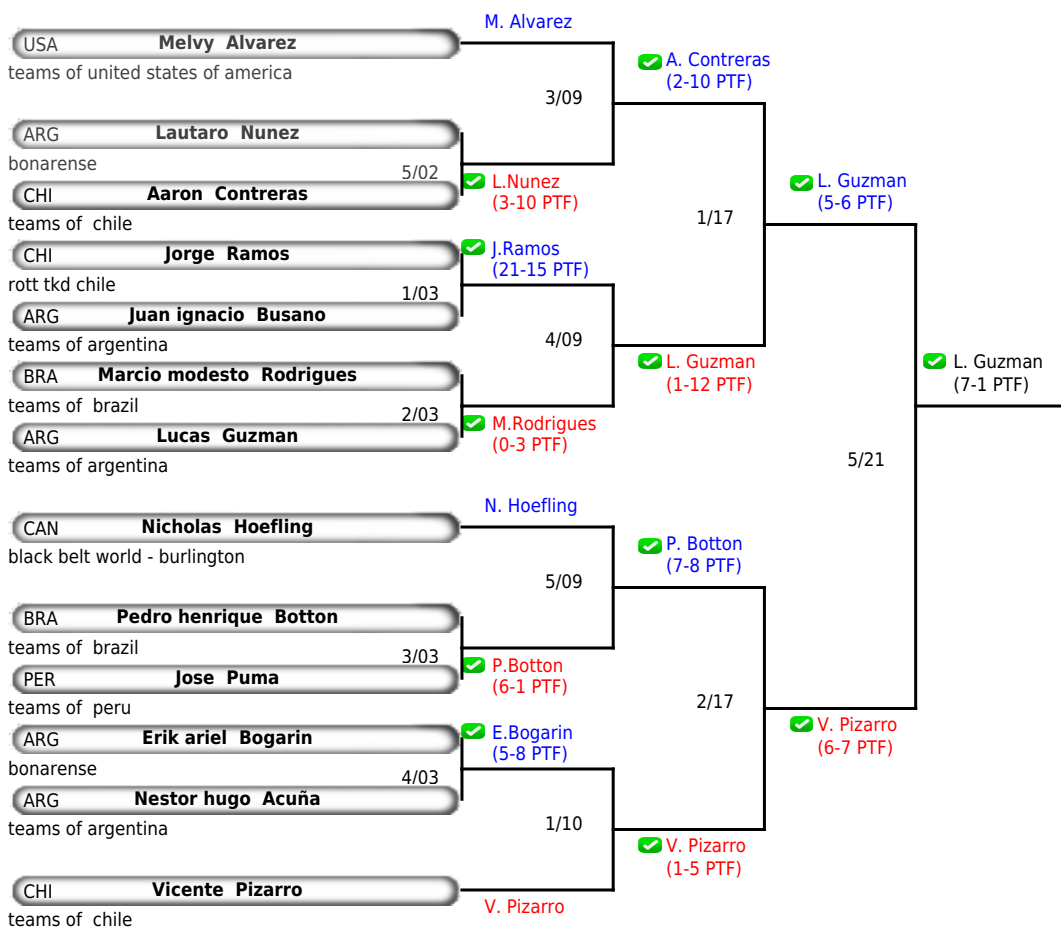 M. Alvarez
USA Melvy Alvarez
teams of united states of america
A. Contreras
(2-10 PTF)
3/09
ARG Lautaro Nunez
bonarense
5/02
L.Nunez
(3-10 PTF)
CHI Aaron Contreras
teams of chile
L. Guzman
(5-6 PTF)
1/17
CHI Jorge Ramos
rott tkd chile
J.Ramos
(21-15 PTF)
1/03
ARG Juan ignacio Busano
teams of argentina
4/09
L. Guzman
(1-12 PTF)
L. Guzman
(7-1 PTF)
BRA Marcio modesto Rodrigues
teams of brazil
2/03
M.Rodrigues
(0-3 PTF)
ARG Lucas Guzman
teams of argentina
5/21
N. Hoefling
CAN Nicholas Hoefling
black belt world - burlington
P. Botton
(7-8 PTF)
5/09
BRA Pedro henrique Botton
teams of brazil
3/03
P.Botton
(6-1 PTF)
PER Jose Puma
teams of peru
2/17
V. Pizarro
(6-7 PTF)
ARG Erik ariel Bogarin
bonarense
E.Bogarin
(5-8 PTF)
4/03
ARG Nestor hugo Acuña
teams of argentina
1/10
V. Pizarro
(1-5 PTF)
CHI Vicente Pizarro
teams of chile
V. Pizarro